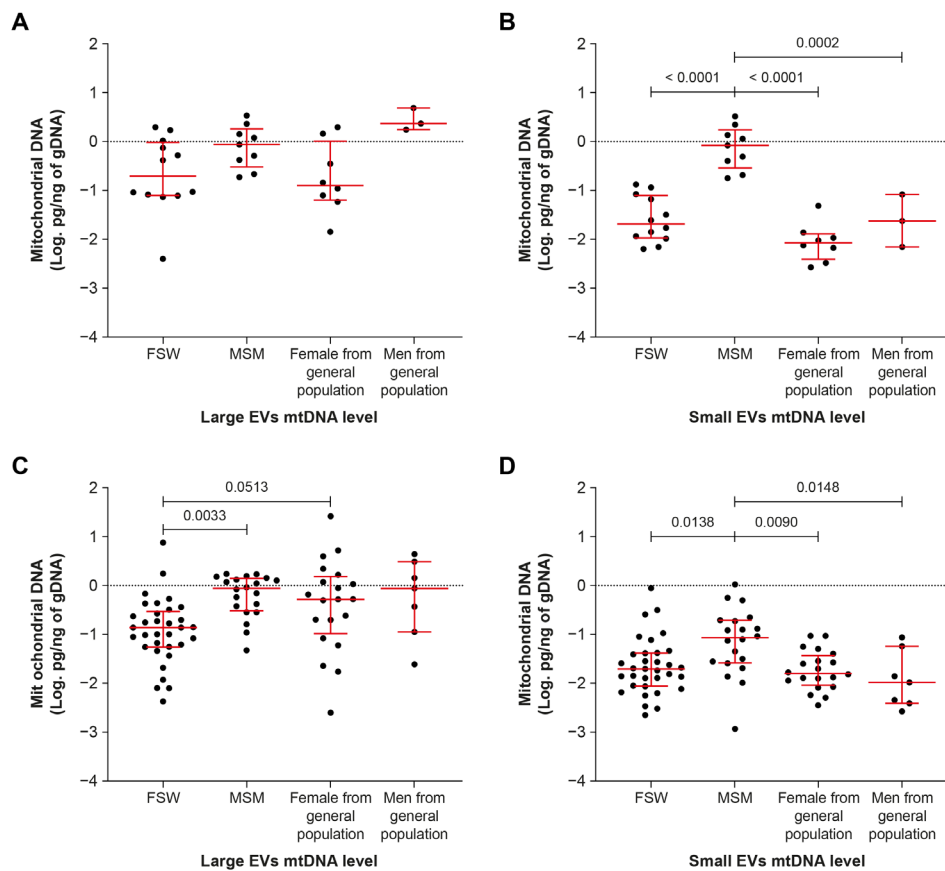 A
Mitochondrial DNA
(Log. pg/ng of gDNA)
2
1
0
−1
−2
−3
−4
FSW
MSM
Female from
general
population
Men from
general
population
Large EVs mtDNA level
B
Mitochondrial DNA
(Log. pg/ng of gDNA)
2
1
0
−1
−2
−3
−4
0.0002
< 0.0001
< 0.0001
FSW
MSM
Female from
general
population
Men from
general
population
Small EVs mtDNA level
C
Mit ochondrial DNA
(Log. pg/ng of gDNA)
2
1
0
−1
−2
−3
−4
0.0513
0.0033
FSW
MSM
Female from
general
population
Men from
general
population
Large EVs mtDNA level
D
Mitochondrial DNA
(Log. pg/ng of gDNA)
2
1
0
−1
−2
−3
−4
0.0148
0.0138
0.0090
FSW
MSM
Female from
general
population
Men from
general
population
Small EVs mtDNA level